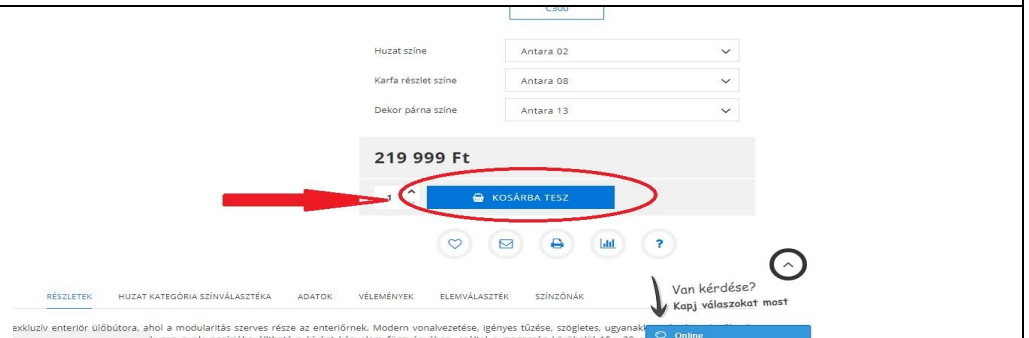 C300
Huzat színe Antara 02
Karfa részlet színe Antara 08
Dekor párna színe Antara 13
219 999 Ft
1 KOSÁRBA TESZ
?
Van kérdése?
Kapj válaszokat most
RÉSZLETEK HUZAT KATEGÓRIA SZÍNVÁLASZTÉKA ADATOK VÉLEMÉNYEK ELEMVÁLASZTÉK SZÍNZÓNÁK
exkluzív enteriör ülőbútora, ahol a modularitás szerves része az enteriőrnek. Modern vonalvezetése, igényes tűzése, szögletes, ugyanakk
Online